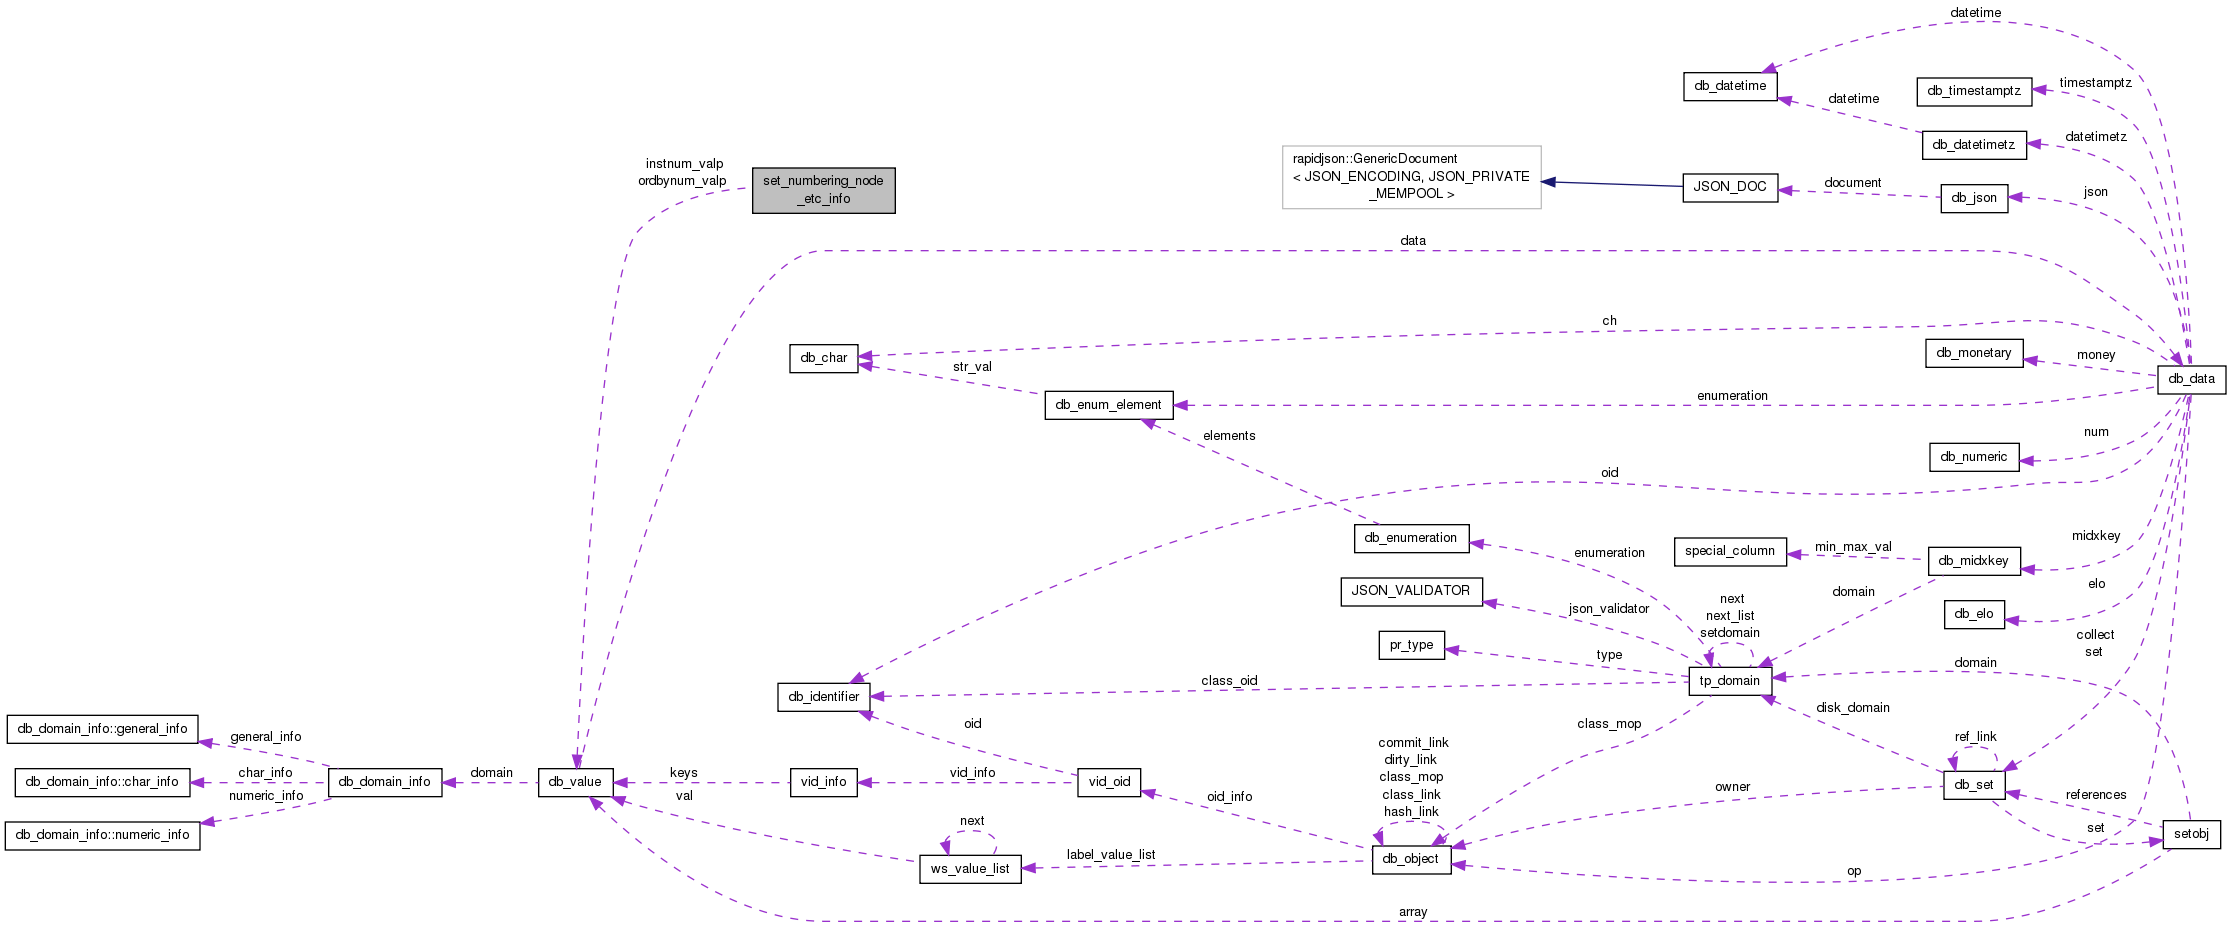 datetime
db_datetime
timestamptz
db_timestamptz
datetime
datetimetz
db_datetimetz
rapidjson::GenericDocument
< JSON_ENCODING, JSON_PRIVATE
_MEMPOOL >
instnum_valp
ordbynum_valp
set_numbering_node
_etc_info
JSON_DOC
document
db_json
json
data
ch
db_char
str_val
db_monetary
money
db_data
db_enum_element
enumeration
elements
num
db_numeric
oid
db_enumeration
enumeration
special_column
min_max_val
db_midxkey
midxkey
JSON_VALIDATOR
json_validator
next
next_list
setdomain
domain
db_elo
elo
pr_type
type
collect
set
db_identifier
class_oid
tp_domain
domain
disk_domain
class_mop
oid
db_domain_info::general_info
general_info
commit_link
dirty_link
class_mop
class_link
hash_link
ref_link
db_domain_info::char_info
char_info
db_domain_info
domain
db_value
keys
vid_info
vid_info
vid_oid
oid_info
owner
db_set
references
numeric_info
val
db_domain_info::numeric_info
next
set
setobj
ws_value_list
label_value_list
db_object
op
array